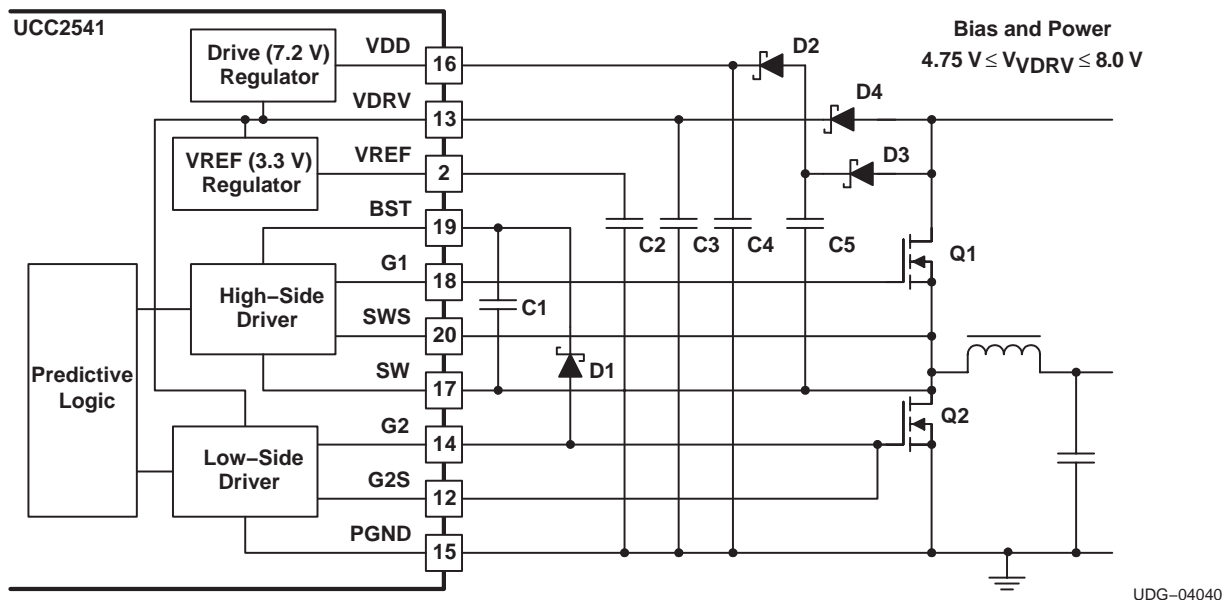 UCC2541
Bias and Power
4.75 V ≤ VVDRV ≤ 8.0 V
Drive (7.2 V)
Regulator
VDD
16
D2
VDRV
13
D4
VREF (3.3 V)
Regulator
VREF
2
D3
BST
19
C2
C3
C4
C5
G1
18
Q1
High–Side
Driver
C1
SWS
20
SW
17
D1
Predictive
Logic
G2
14
Q2
Low–Side
Driver
G2S
12
PGND
15
UDG–04040